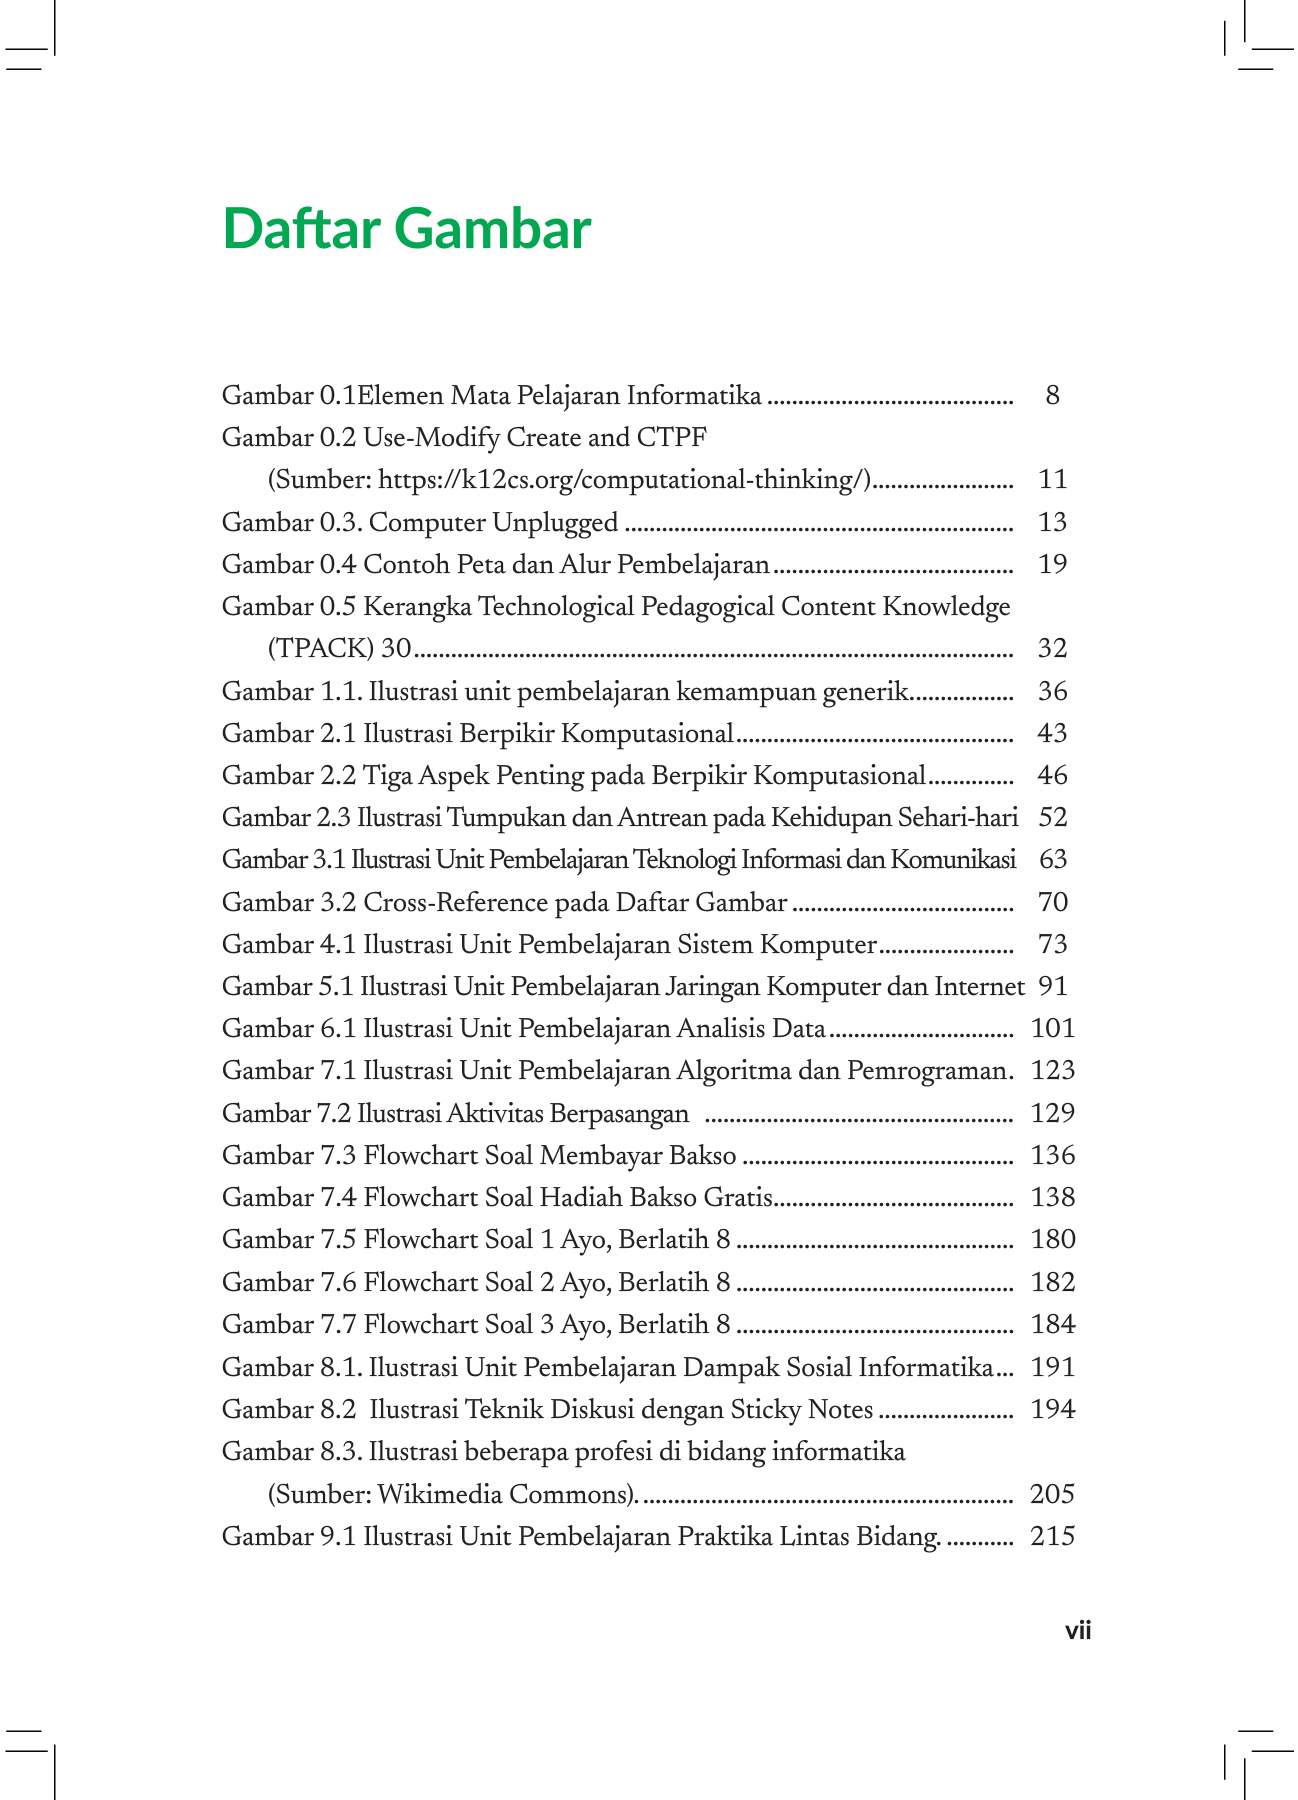 Daftar Gambar
Gambar 0.1Elemen Mata Pelajaran Informatika ........................................ 8
Gambar 0.2 Use-Modify Create and CTPF
(Sumber: https://k12cs.org/computational-thinking/)....................... 11
Gambar 0.3. Computer Unplugged ............................................................... 13
Gambar 0.4 Contoh Peta dan Alur Pembelajaran....................................... 19
Gambar 0.5 Kerangka Technological Pedagogical Content Knowledge
(TPACK) 30................................................................................................. 32
Gambar 1.1. Ilustrasi unit pembelajaran kemampuan generik................. 36
Gambar 2.1 Ilustrasi Berpikir Komputasional............................................. 43
Gambar 2.2 Tiga Aspek Penting pada Berpikir Komputasional.............. 46
Gambar 2.3 Ilustrasi Tumpukan dan Antrean pada Kehidupan Sehari-hari 52
Gambar 3.1 Ilustrasi Unit Pembelajaran Teknologi Informasi dan Komunikasi 63
Gambar 3.2 Cross-Reference pada Daftar Gambar .................................... 70
Gambar 4.1 Ilustrasi Unit Pembelajaran Sistem Komputer...................... 73
Gambar 5.1 Ilustrasi Unit Pembelajaran Jaringan Komputer dan Internet 91
Gambar 6.1 Ilustrasi Unit Pembelajaran Analisis Data.............................. 101
Gambar 7.1 Ilustrasi Unit Pembelajaran Algoritma dan Pemrograman. 123
Gambar 7.2 Ilustrasi Aktivitas Berpasangan .................................................. 129
Gambar 7.3 Flowchart Soal Membayar Bakso ............................................ 136
Gambar 7.4 Flowchart Soal Hadiah Bakso Gratis....................................... 138
Gambar 7.5 Flowchart Soal 1 Ayo, Berlatih 8 ............................................. 180
Gambar 7.6 Flowchart Soal 2 Ayo, Berlatih 8 ............................................. 182
Gambar 7.7 Flowchart Soal 3 Ayo, Berlatih 8 ............................................. 184
Gambar 8.1. Ilustrasi Unit Pembelajaran Dampak Sosial Informatika... 191
Gambar 8.2 Ilustrasi Teknik Diskusi dengan Sticky Notes ...................... 194
Gambar 8.3. Ilustrasi beberapa profesi di bidang informatika
(Sumber: Wikimedia Commons). ............................................................ 205
Gambar 9.1 Ilustrasi Unit Pembelajaran Praktika Lintas Bidang. ........... 215
vii